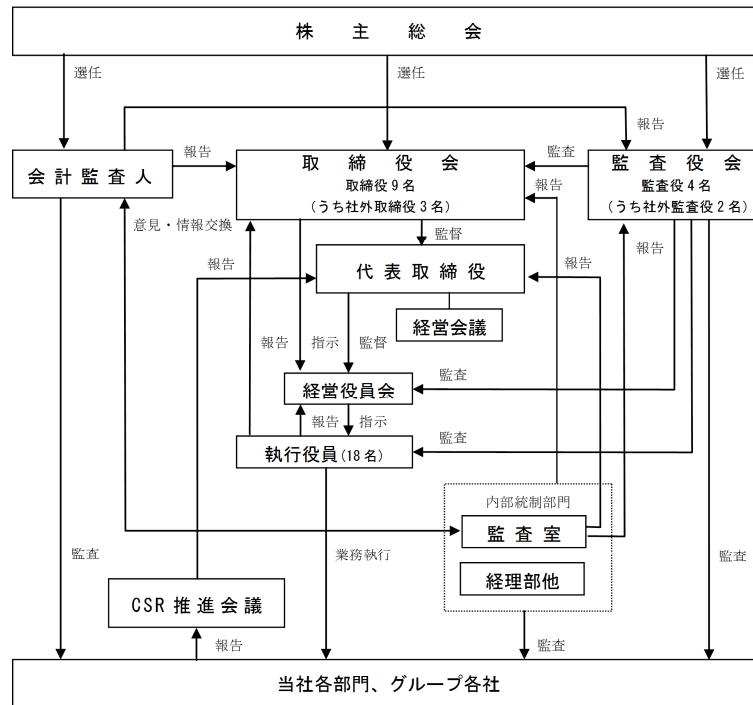 株主総会
選任
選任
選任
報告
会計監査人
報告
取締役会
取締役9名
(うち社外取締役3名)
監査
監査役会
監査役4名
(うち社外監査役2名)
報告
意見・情報交換
監督
報告
報告
代表取締役
報告
経営会議
報告
指示
監督
経営役員会
監査
報告
指示
執行役員(18名)
監査
内部統制部門
監査室
監査
業務執行
監査
経理部他
CSR推進会議
報告
監査
当社各部門、グループ各社